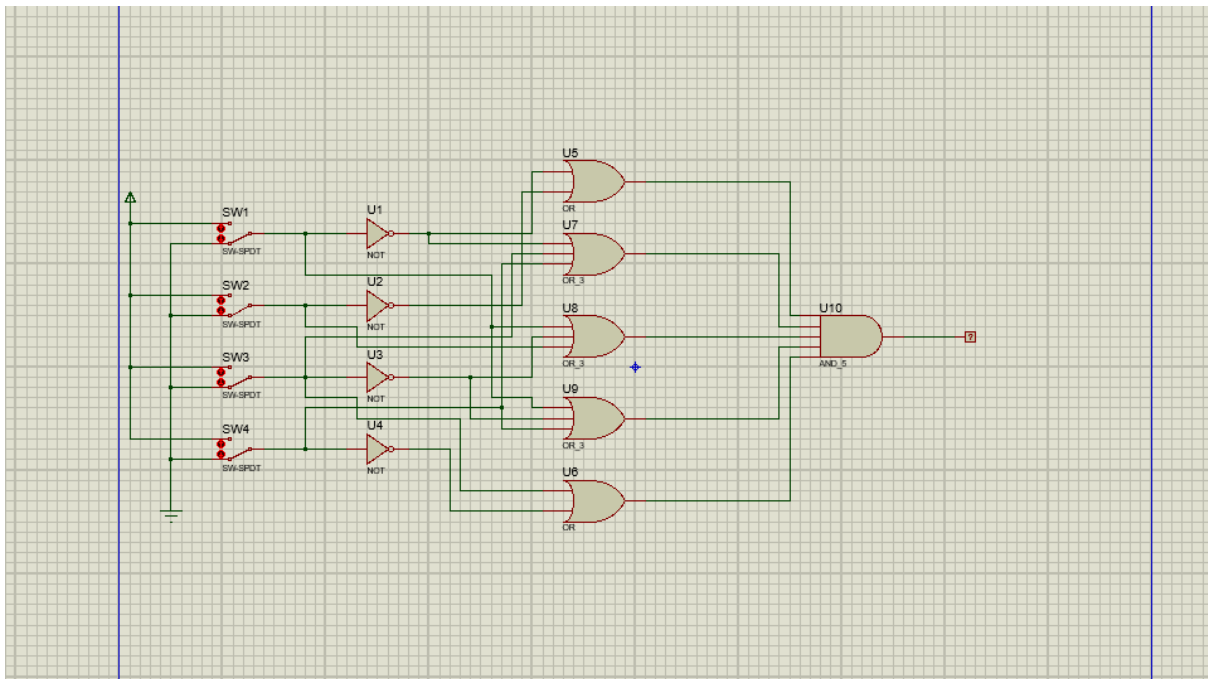 U5
OR
SW1
SW-SPDT
U1
NOT
U7
OR_3
SW2
SW-SPDT
U2
NOT
U8
OR_3
U10
AND_5
?
SW3
SW-SPDT
U3
NOT
U9
OR_3
SW4
SW-SPDT
U4
NOT
U6
OR